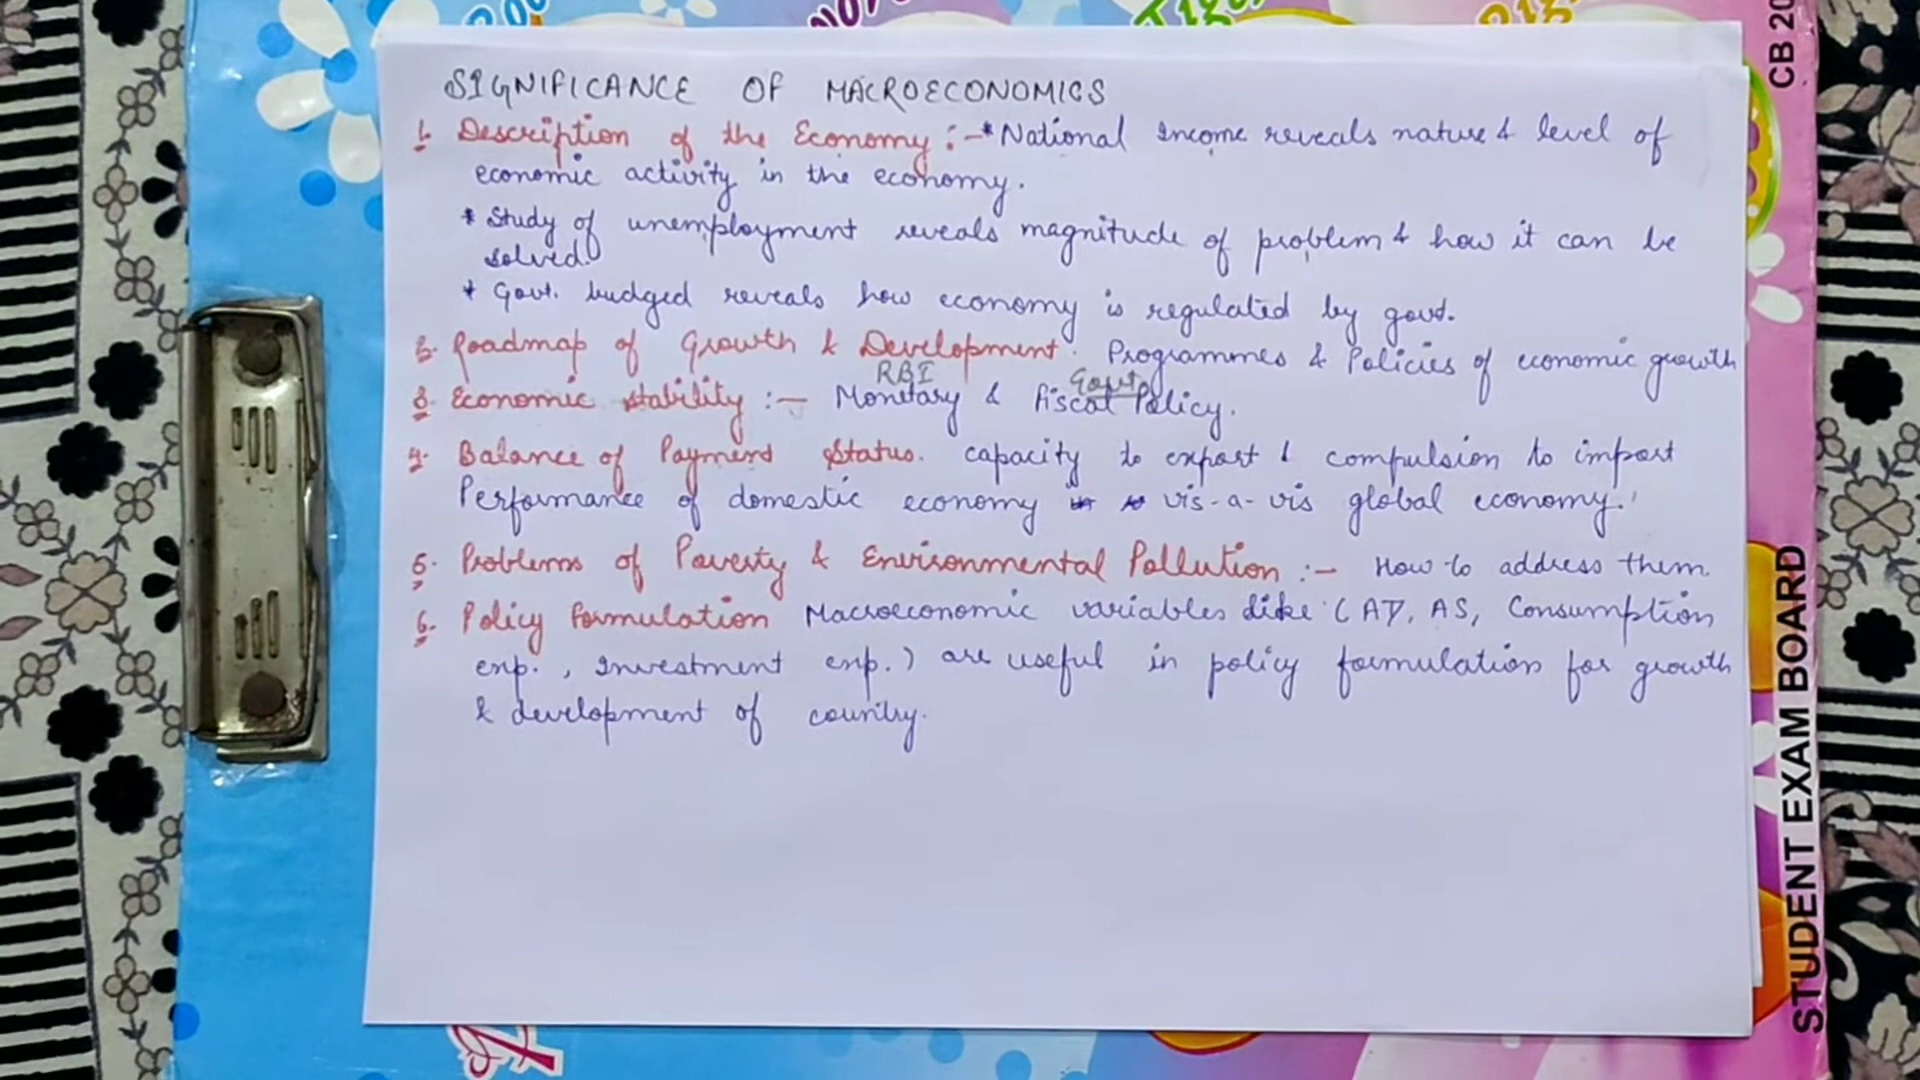 SIGNIFICANCE OF MACROECONOMICS
1. Description of the Economy :- * National Income reveals nature & level of
economic activity in the economy.
* Study of unemployment reveals magnitude of problem & how it can be
solved.
* Govt. budged reveals how economy is regulated by govt.
2. Roadmap of Growth & Development. Programmes & Policies of economic growth
RBI Govt
3. Economic stability :- Monetary & Fiscal Policy.
4. Balance of Payment Status. capacity to export & compulsion to import
Performance of domestic economy vis-a-vis global economy.
5. Problems of Poverty & Environmental Pollution :- How to address them.
6. Policy Formulation Macroeconomic variables like (AD, AS, Consumption
exp., Investment exp.) are useful in policy formulation for growth
& development of country.
STUDENT EXAM BOARD
CB 20